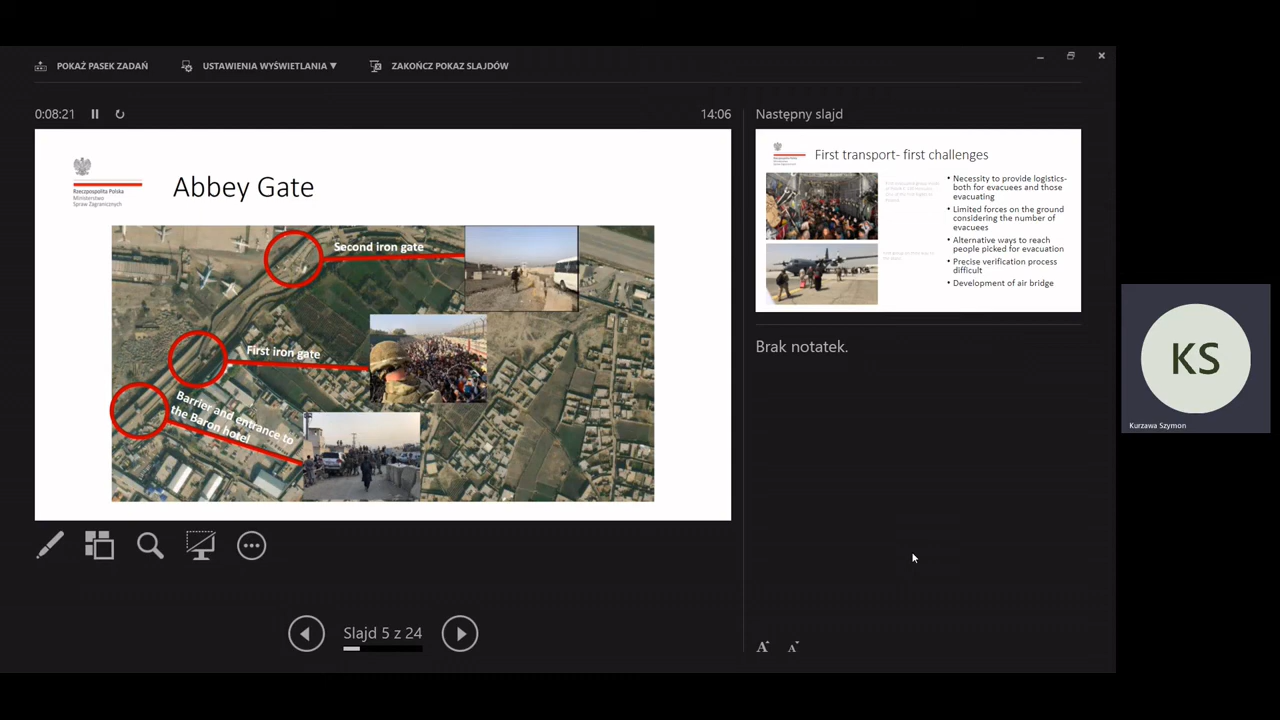 POKAŻ PASEK ZADAŃ
USTAWIENIA WYŚWIETLANIA ▼
ZAKOŃCZ POKAZ SLAJDÓW
0:08:21
14:06
Następny slajd
Rzeczpospolita Polska
Ministerstwo
Spraw Zagranicznych
Abbey Gate
Second iron gate
First iron gate
Barrier and entrance to
the Baron hotel
First transport- first challenges
• Necessity to provide logistics-
both for evacuees and those
evacuating
• Limited forces on the ground
considering the number of
evacuees
• Alternative ways to reach
people picked for evacuation
• Precise verification process
difficult
• Development of air bridge
Brak notatek.
KS
Kurzawa Szymon
Slajd 5 z 24
A
A